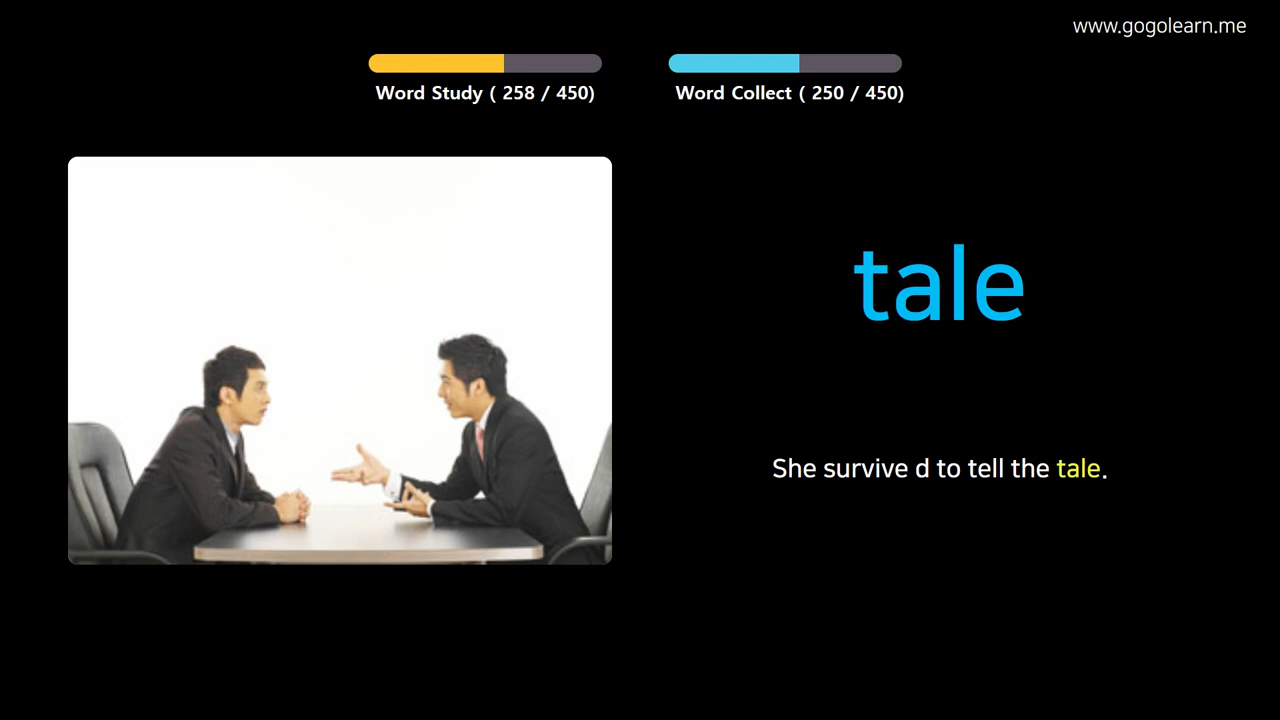 www.gogolearn.me
Word Study ( 258 / 450)
Word Collect ( 250 / 450)
tale
She survive d to tell the tale.